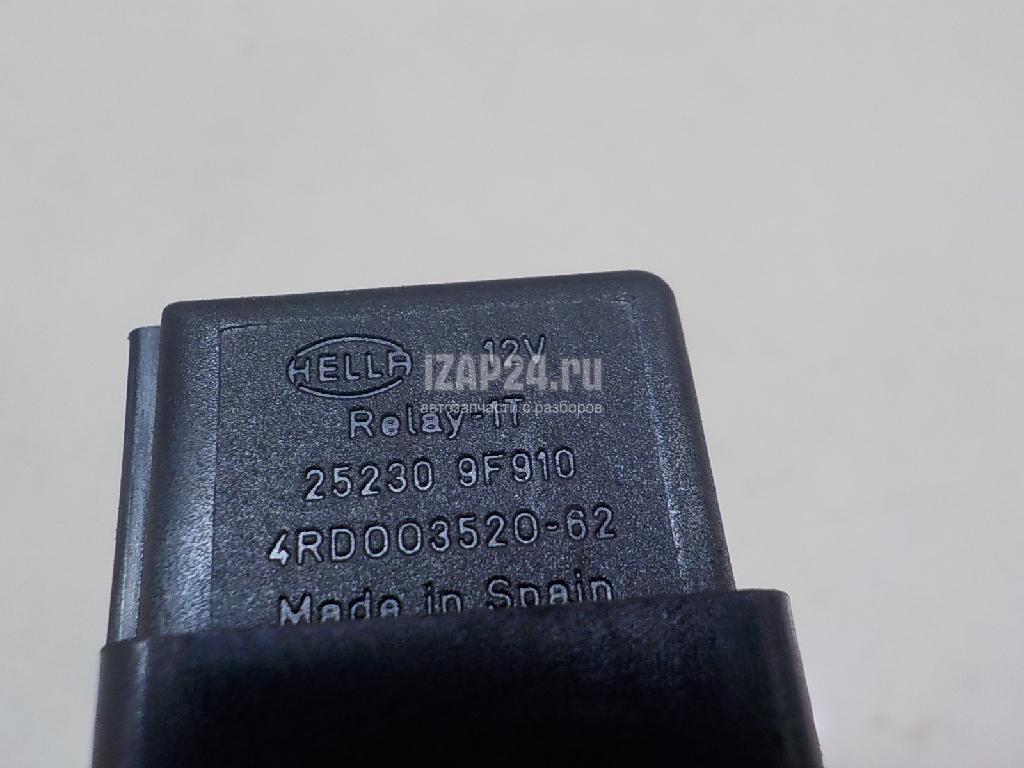 HELLA 12V
IZAP24.ru
автозапчасти с разборов
Relay-1T
25230 9F910
4RD003520-62
Made in Spain